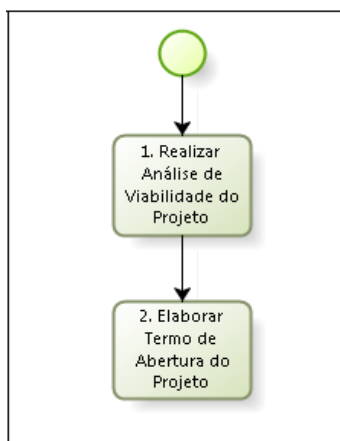 1. Realizar
Análise de
Viabilidade do
Projeto
2. Elaborar
Termo de
Abertura do
Projeto